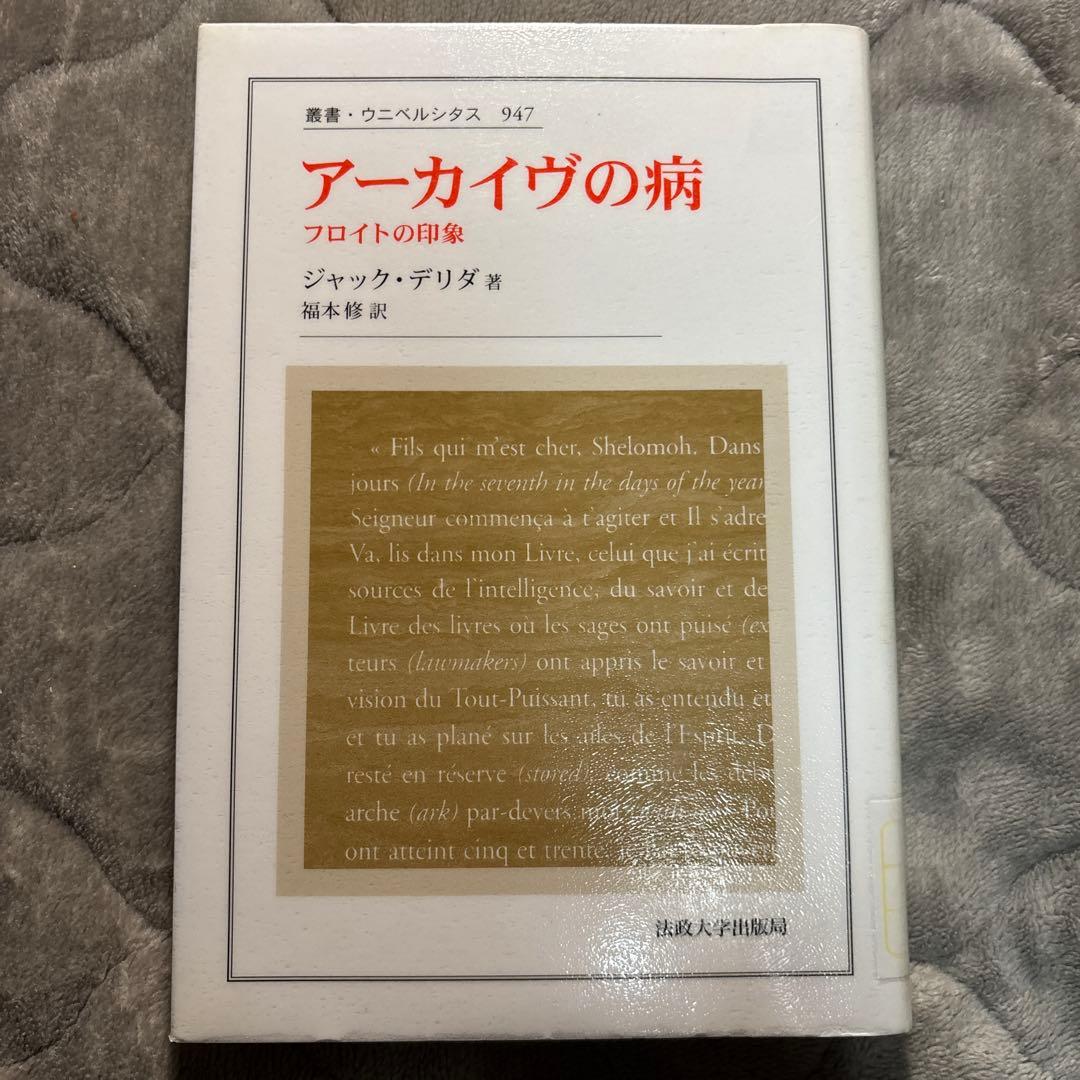 叢書・ウニベルシタス 947
アーカイヴの病
フロイトの印象
ジャック・デリダ 著
福本 修 訳
« Fils qui m'est cher, Shelomoh. Dans
jours (In the seventh in the days of the year
Seigneur commença à t'agiter et Il s'adre
Va, lis dans mon Livre, celui que j'ai écrit
sources de l'intelligence, du savoir et de
Livre des livres où les sages ont puisé (ex
teurs (lawmakers) ont appris le savoir et
vision du Tout-Puissant, tu as entendu et
et tu as plané sur les ailes de l'Esprit. D
resté en réserve (stored), comme les
arche (ark) par-devers moi
ont atteint cinq et trente
法政大学出版局